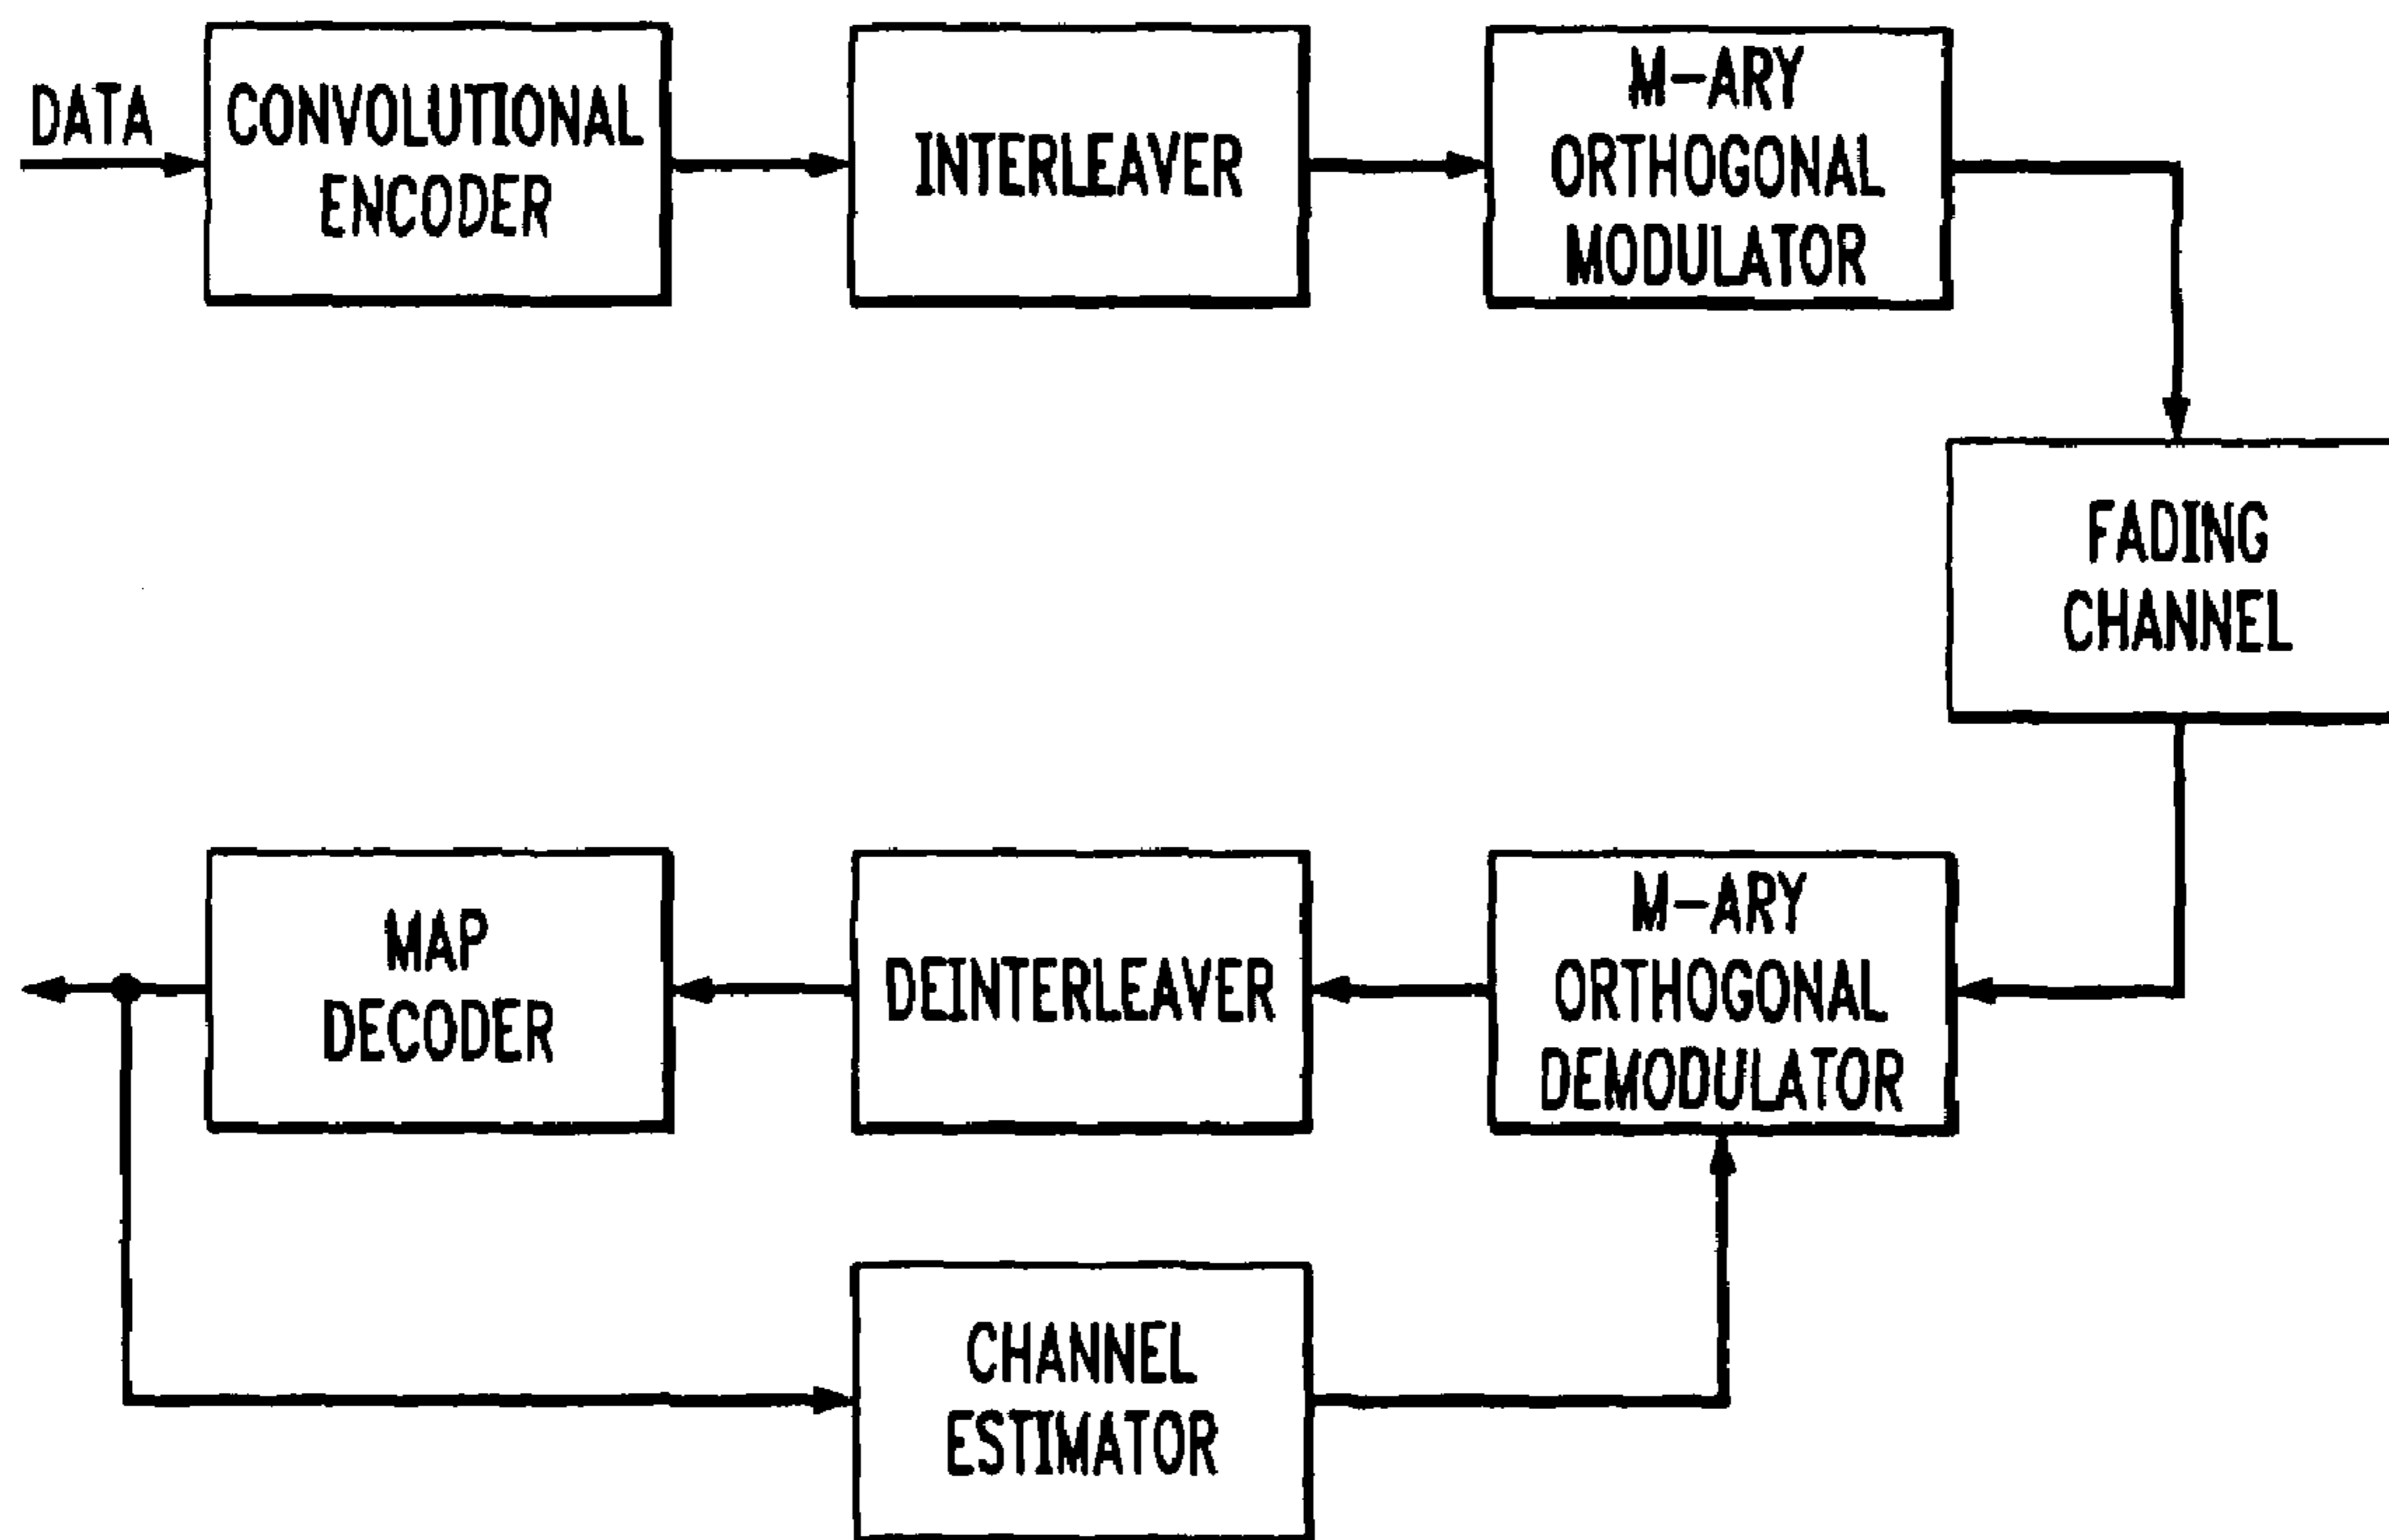 DATA
CONVOLUTIONAL
ENCODER
INTERLEAVER
M-ARY
ORTHOGONAL
MODULATOR
FADING
CHANNEL
MAP
DECODER
DEINTERLEAVER
M-ARY
ORTHOGONAL
DEMODULATOR
CHANNEL
ESTIMATOR